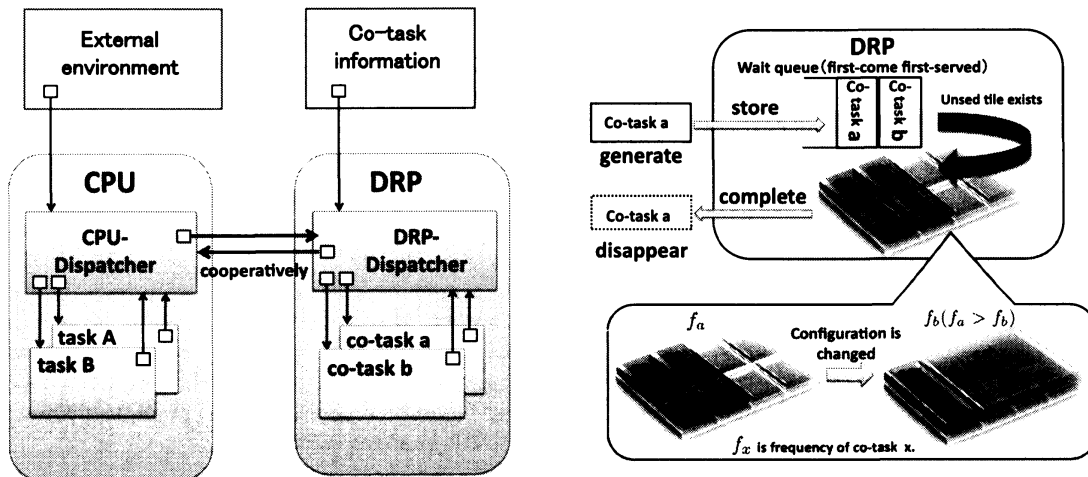 External
environment
Co-task
information
CPU
DRP
CPU-
Dispatcher
cooperatively
DRP-
Dispatcher
task A
task B
co-task a
co-task b
DRP
Wait queue(first-come first-served)
Co-task a
Co-task b
Unsed tile exists
Co-task a
store
generate
Co-task a
complete
disappear
f_a
Configuration is
changed
f_b(f_a > f_b)
f_x is frequency of co-task x.